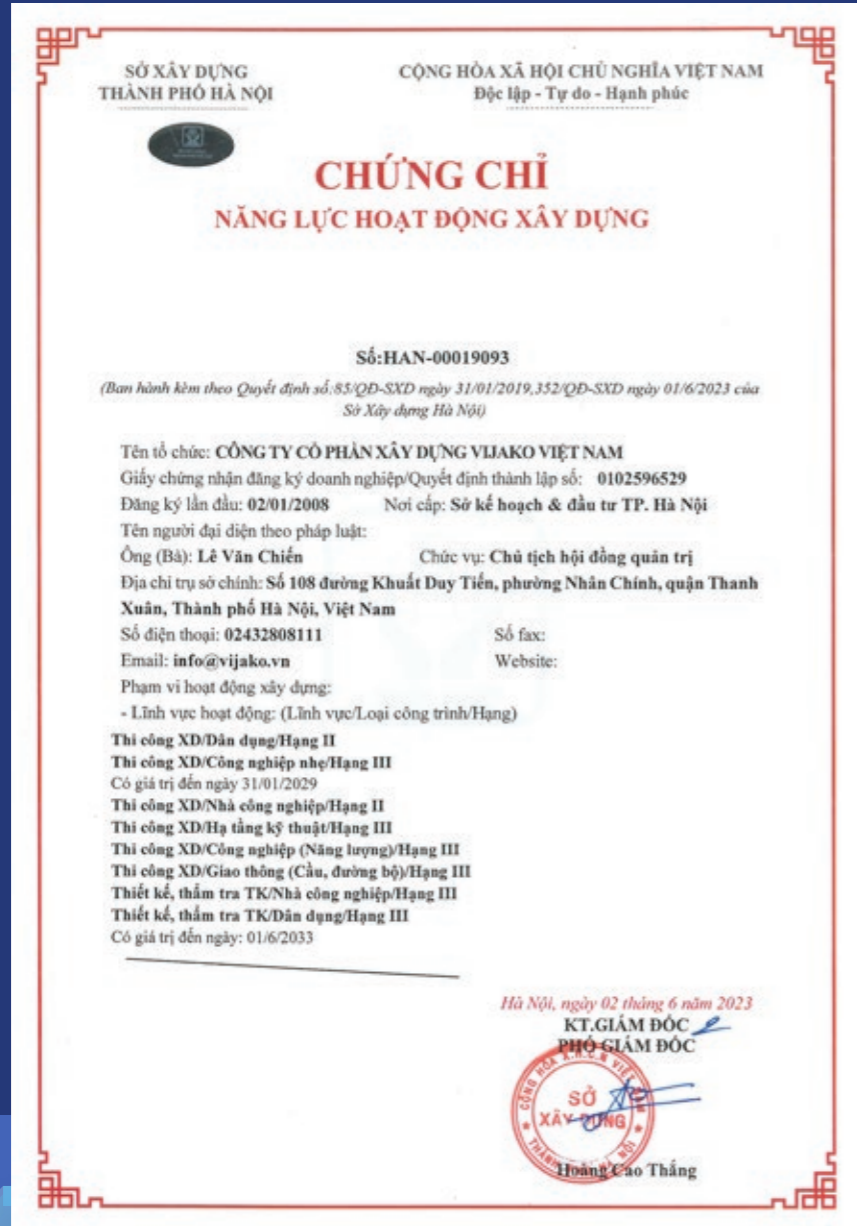 SỞ XÂY DỰNG
THÀNH PHỐ HÀ NỘI
CỘNG HÒA XÃ HỘI CHỦ NGHĨA VIỆT NAM
Độc lập - Tự do - Hạnh phúc
CHỨNG CHỈ
NĂNG LỰC HOẠT ĐỘNG XÂY DỰNG
Số:HAN-00019093
(Ban hành kèm theo Quyết định số:85/QĐ-SXD ngày 31/01/2019,352/QĐ-SXD ngày 01/6/2023 của
Sở Xây dựng Hà Nội)
Tên tổ chức: CÔNG TY CỔ PHẦN XÂY DỰNG VIJAKO VIỆT NAM
Giấy chứng nhận đăng ký doanh nghiệp/Quyết định thành lập số: 0102596529
Đăng ký lần đầu: 02/01/2008 Nơi cấp: Sở kế hoạch & đầu tư TP. Hà Nội
Tên người đại diện theo pháp luật:
Ông (Bà): Lê Văn Chiến Chức vụ: Chủ tịch hội đồng quản trị
Địa chỉ trụ sở chính: Số 108 đường Khuất Duy Tiến, phường Nhân Chính, quận Thanh
Xuân, Thành phố Hà Nội, Việt Nam
Số điện thoại: 02432808111 Số fax:
Email: info@vijako.vn Website:
Phạm vi hoạt động xây dựng:
- Lĩnh vực hoạt động: (Lĩnh vực/Loại công trình/Hạng)
Thi công XD/Dân dụng/Hạng II
Thi công XD/Công nghiệp nhẹ/Hạng III
Có giá trị đến ngày 31/01/2029
Thi công XD/Nhà công nghiệp/Hạng II
Thi công XD/Hạ tầng kỹ thuật/Hạng III
Thi công XD/Công nghiệp (Năng lượng)/Hạng III
Thi công XD/Giao thông (Cầu, đường bộ)/Hạng III
Thiết kế, thẩm tra TK/Nhà công nghiệp/Hạng III
Thiết kế, thẩm tra TK/Dân dụng/Hạng III
Có giá trị đến ngày: 01/6/2033
Hà Nội, ngày 02 tháng 6 năm 2023
KT.GIÁM ĐỐC
PHÓ GIÁM ĐỐC
CỘNG HÒA X.H.C.N VIỆT NAM
SỞ
XÂY DỰNG
Hoàng Cao Thắng